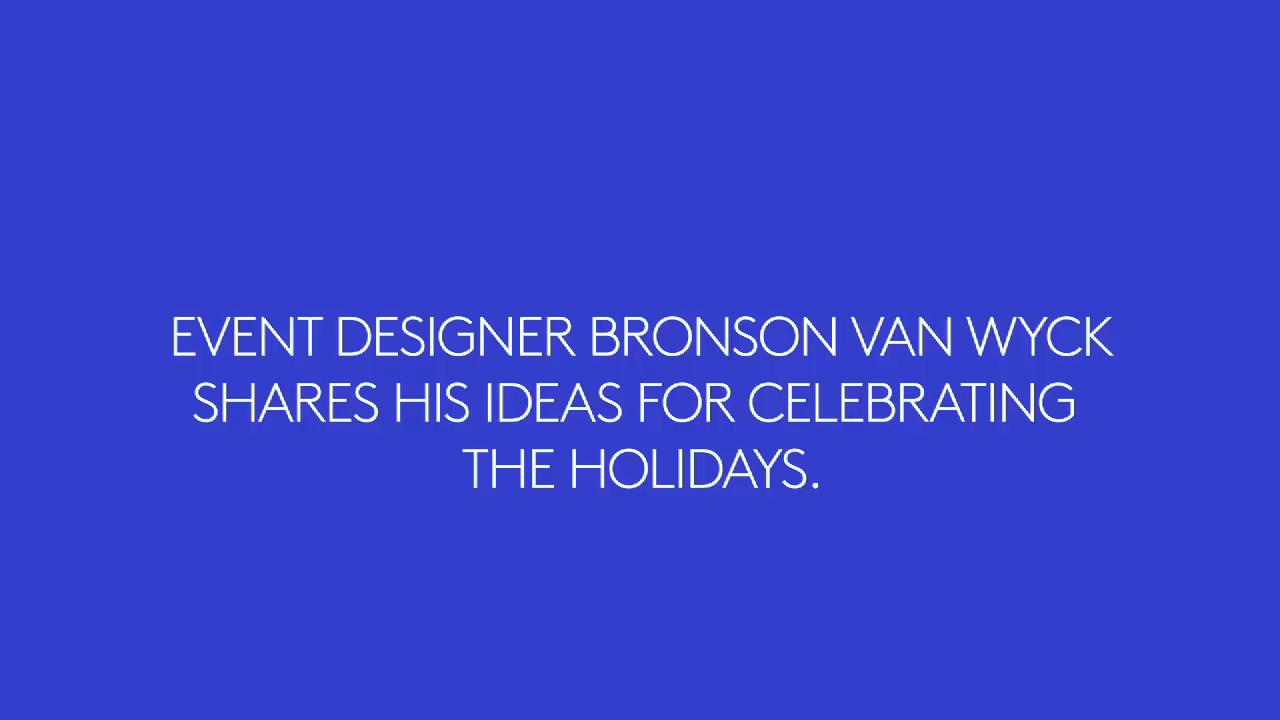 EVENT DESIGNER BRONSON VAN WYCK
SHARES HIS IDEAS FOR CELEBRATING
THE HOLIDAYS.